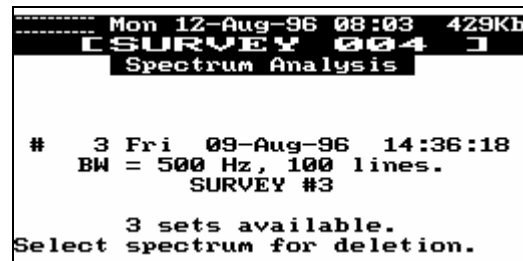 Mon 12-Aug-96 08:03 429Kb
[SURVEY 004 ]
Spectrum Analysis
# 3 Fri 09-Aug-96 14:36:18
BW = 500 Hz, 100 lines.
SURVEY #3
3 sets available.
Select spectrum for deletion.